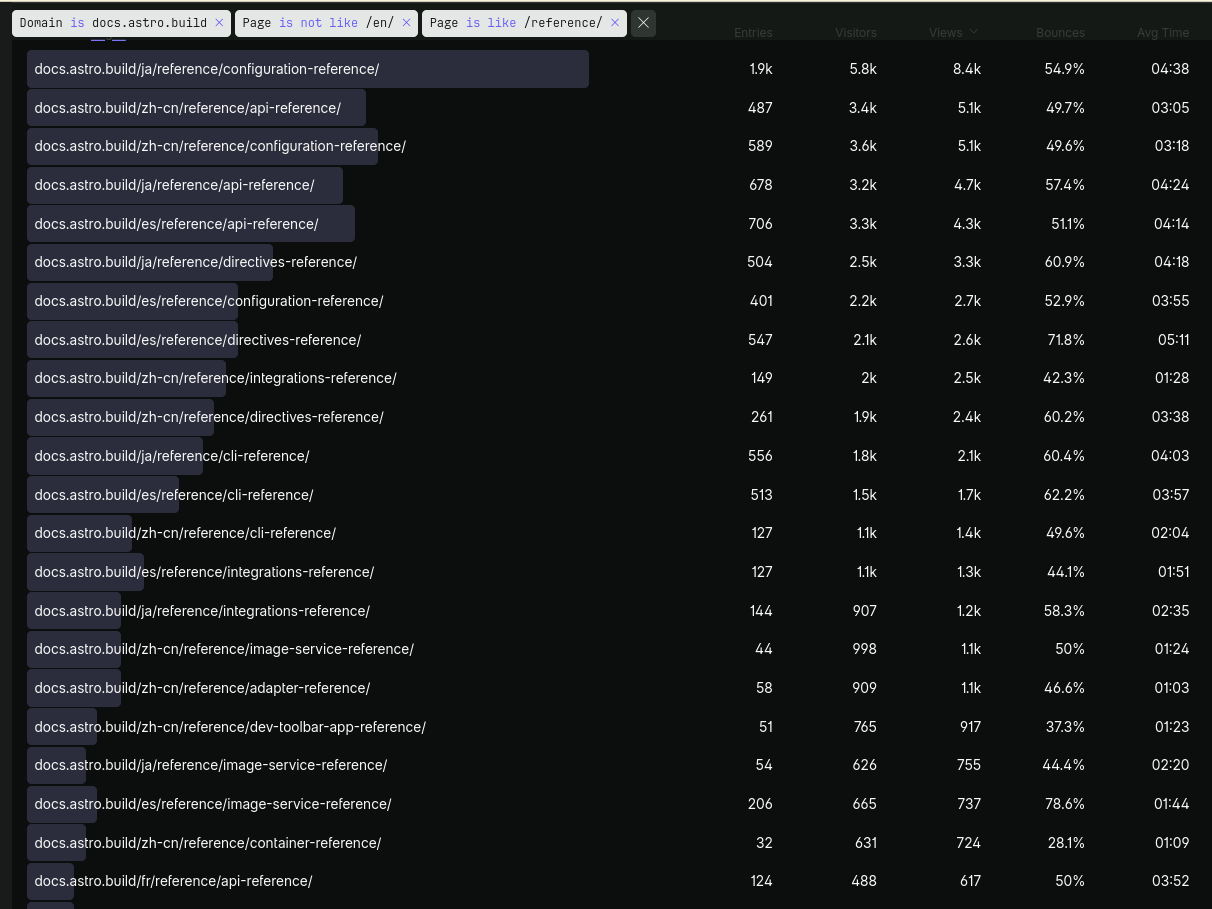 Domain is docs.astro.build × Page is not like /en/ × Page is like /reference/ ×
Entries Visitors Views Bounces Avg Time
docs.astro.build/ja/reference/configuration-reference/ 1.9k 5.8k 8.4k 54.9% 04:38
docs.astro.build/zh-cn/reference/api-reference/ 487 3.4k 5.1k 49.7% 03:05
docs.astro.build/zh-cn/reference/configuration-reference/ 589 3.6k 5.1k 49.6% 03:18
docs.astro.build/ja/reference/api-reference/ 678 3.2k 4.7k 57.4% 04:24
docs.astro.build/es/reference/api-reference/ 706 3.3k 4.3k 51.1% 04:14
docs.astro.build/ja/reference/directives-reference/ 504 2.5k 3.3k 60.9% 04:18
docs.astro.build/es/reference/configuration-reference/ 401 2.2k 2.7k 52.9% 03:55
docs.astro.build/es/reference/directives-reference/ 547 2.1k 2.6k 71.8% 05:11
docs.astro.build/zh-cn/reference/integrations-reference/ 149 2k 2.5k 42.3% 01:28
docs.astro.build/zh-cn/reference/directives-reference/ 261 1.9k 2.4k 60.2% 03:38
docs.astro.build/ja/reference/cli-reference/ 556 1.8k 2.1k 60.4% 04:03
docs.astro.build/es/reference/cli-reference/ 513 1.5k 1.7k 62.2% 03:57
docs.astro.build/zh-cn/reference/cli-reference/ 127 1.1k 1.4k 49.6% 02:04
docs.astro.build/es/reference/integrations-reference/ 127 1.1k 1.3k 44.1% 01:51
docs.astro.build/ja/reference/integrations-reference/ 144 907 1.2k 58.3% 02:35
docs.astro.build/zh-cn/reference/image-service-reference/ 44 998 1.1k 50% 01:24
docs.astro.build/zh-cn/reference/adapter-reference/ 58 909 1.1k 46.6% 01:03
docs.astro.build/zh-cn/reference/dev-toolbar-app-reference/ 51 765 917 37.3% 01:23
docs.astro.build/ja/reference/image-service-reference/ 54 626 755 44.4% 02:20
docs.astro.build/es/reference/image-service-reference/ 206 665 737 78.6% 01:44
docs.astro.build/zh-cn/reference/container-reference/ 32 631 724 28.1% 01:09
docs.astro.build/fr/reference/api-reference/ 124 488 617 50% 03:52